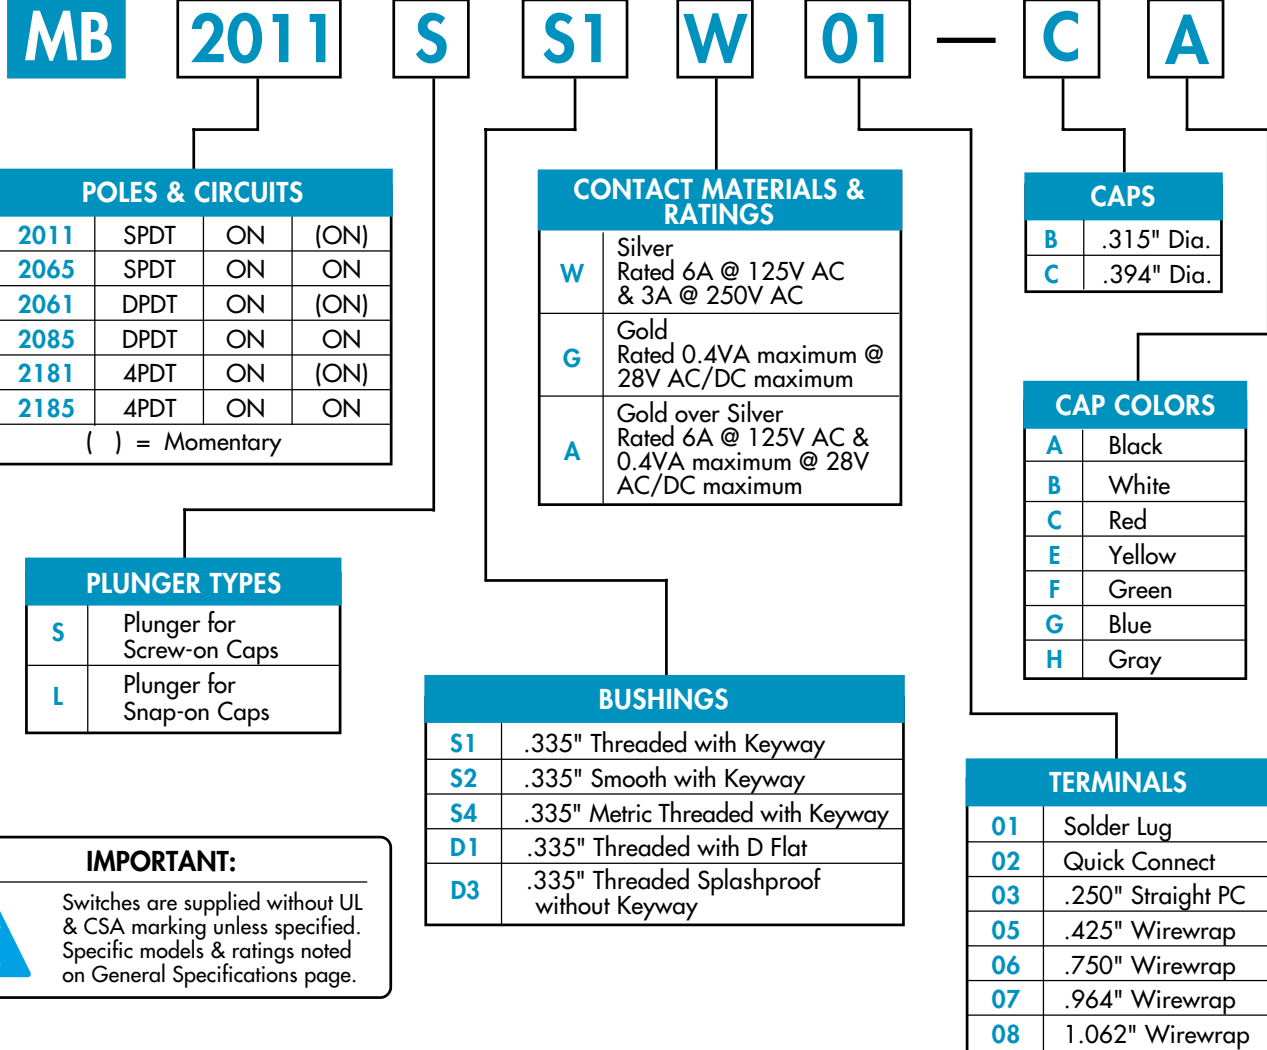 MB 2011 S S1 W 01 — C A
POLES & CIRCUITS
2011 SPDT ON (ON)
2065 SPDT ON ON
2061 DPDT ON (ON)
2085 DPDT ON ON
2181 4PDT ON (ON)
2185 4PDT ON ON
( ) = Momentary
PLUNGER TYPES
S Plunger for
Screw-on Caps
L Plunger for
Snap-on Caps
IMPORTANT:
Switches are supplied without UL
& CSA marking unless specified.
Specific models & ratings noted
on General Specifications page.
CONTACT MATERIALS &
RATINGS
W Silver
Rated 6A @ 125V AC
& 3A @ 250V AC
G Gold
Rated 0.4VA maximum @
28V AC/DC maximum
A Gold over Silver
Rated 6A @ 125V AC &
0.4VA maximum @ 28V
AC/DC maximum
BUSHINGS
S1 .335" Threaded with Keyway
S2 .335" Smooth with Keyway
S4 .335" Metric Threaded with Keyway
D1 .335" Threaded with D Flat
D3 .335" Threaded Splashproof
without Keyway
CAPS
B .315" Dia.
C .394" Dia.
CAP COLORS
A Black
B White
C Red
E Yellow
F Green
G Blue
H Gray
TERMINALS
01 Solder Lug
02 Quick Connect
03 .250" Straight PC
05 .425" Wirewrap
06 .750" Wirewrap
07 .964" Wirewrap
08 1.062" Wirewrap